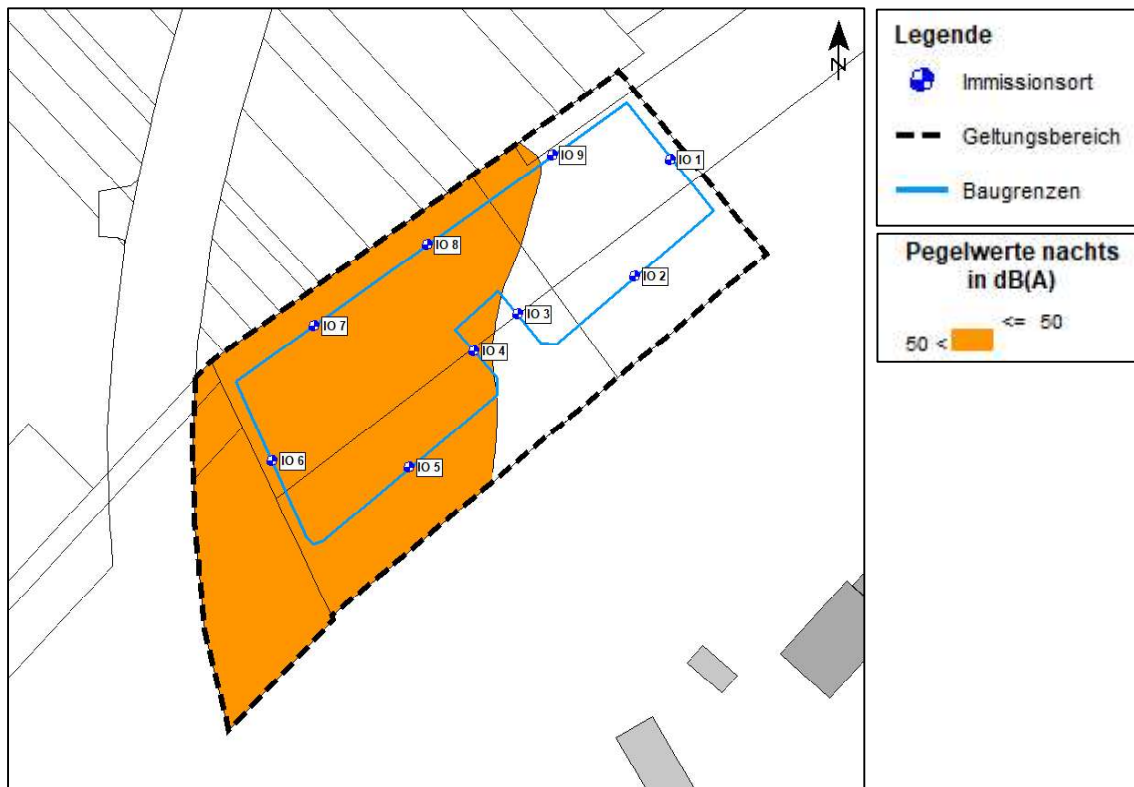 N
IO 9
IO 1
IO 8
IO 2
IO 3
IO 7
IO 4
IO 6
IO 5
Legende
Immissionsort
Geltungsbereich
Baugrenzen
Pegelwerte nachts
in dB(A)
<= 50
50 <